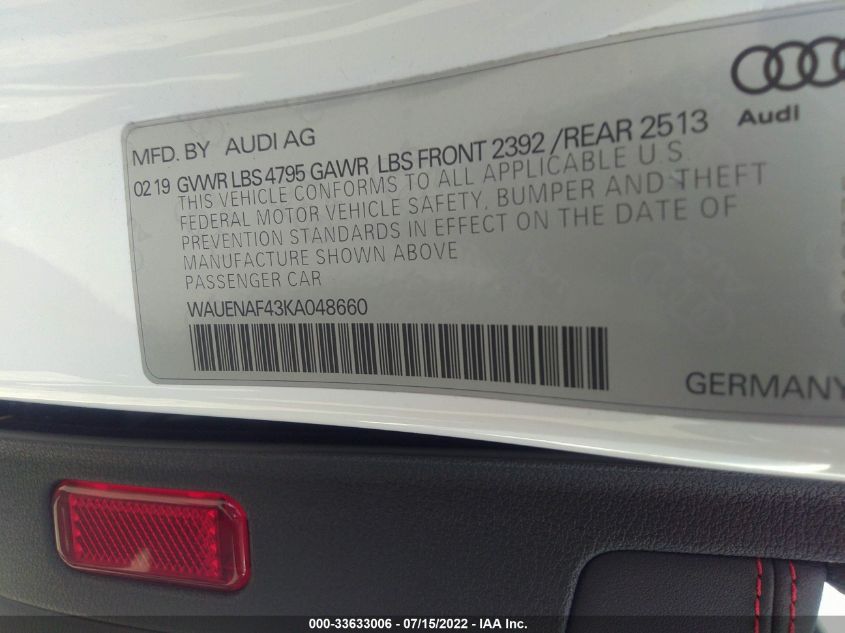 Audi
MFD. BY AUDI AG
02 19 GVWR LBS 4795 GAWR LBS FRONT 2392 /REAR 2513
THIS VEHICLE CONFORMS TO ALL APPLICABLE U.S.
FEDERAL MOTOR VEHICLE SAFETY, BUMPER AND THEFT
PREVENTION STANDARDS IN EFFECT ON THE DATE OF
MANUFACTURE SHOWN ABOVE
PASSENGER CAR
WAUENAF43KA048660
GERMANY
000-33633006 - 07/15/2022 - IAA Inc.